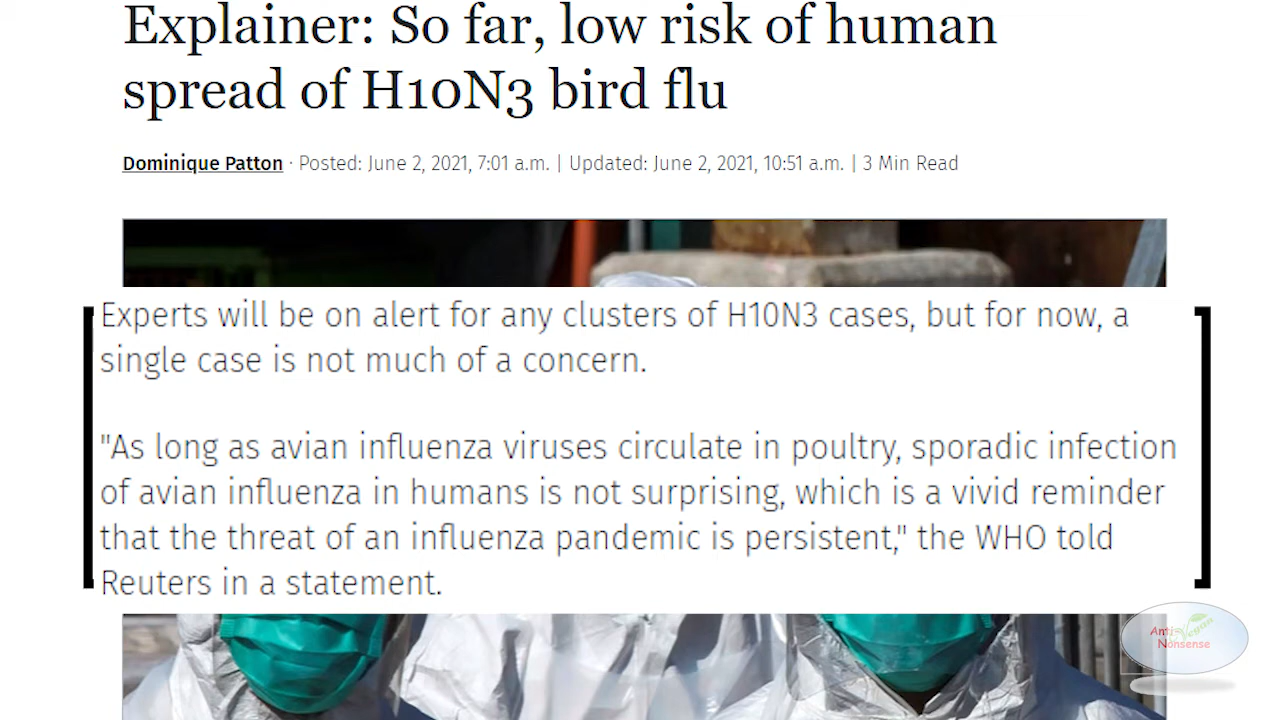 Explainer: So far, low risk of human
spread of H10N3 bird flu
Dominique Patton · Posted: June 2, 2021, 7:01 a.m. | Updated: June 2, 2021, 10:51 a.m. | 3 Min Read
Experts will be on alert for any clusters of H10N3 cases, but for now, a
single case is not much of a concern.
"As long as avian influenza viruses circulate in poultry, sporadic infection
of avian influenza in humans is not surprising, which is a vivid reminder
that the threat of an influenza pandemic is persistent," the WHO told
Reuters in a statement.
Anti Vegan
Nonsense